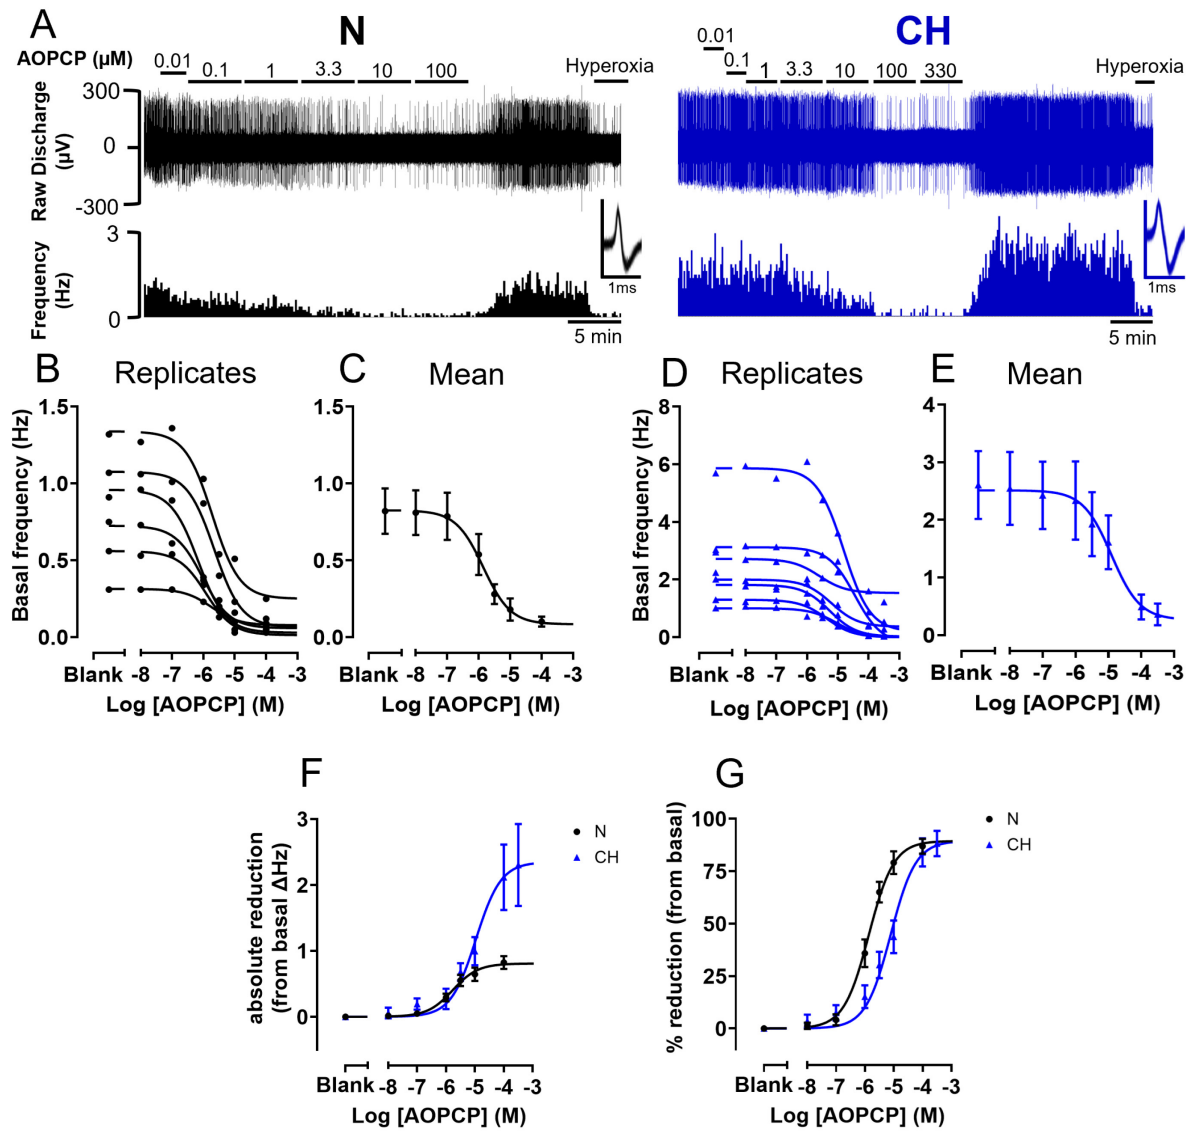 A
N
CH
AOPCP (µM)
0.01
0.1
1
3.3
10
100
Hyperoxia
0.01
0.1
1
3.3
10
100
330
Hyperoxia
Raw Discharge
(µV)
300
0
-300
Frequency
(Hz)
3
0
1ms
5 min
1ms
5 min
B
Replicates
Basal frequency (Hz)
1.5
1.0
0.5
0.0
Blank
-8 -7 -6 -5 -4 -3
Log [AOPCP] (M)
C
Mean
1.5
1.0
0.5
0.0
Blank
-8 -7 -6 -5 -4 -3
Log [AOPCP] (M)
D
Replicates
Basal frequency (Hz)
8
6
4
2
0
Blank
-8 -7 -6 -5 -4 -3
Log [AOPCP] (M)
E
Mean
4
3
2
1
0
Blank
-8 -7 -6 -5 -4 -3
Log [AOPCP] (M)
F
absolute reduction
(from basal ΔHz)
3
2
1
0
Blank
-8 -7 -6 -5 -4 -3
Log [AOPCP] (M)
N
CH
G
% reduction (from basal)
100
75
50
25
0
Blank
-8 -7 -6 -5 -4 -3
Log [AOPCP] (M)
N
CH